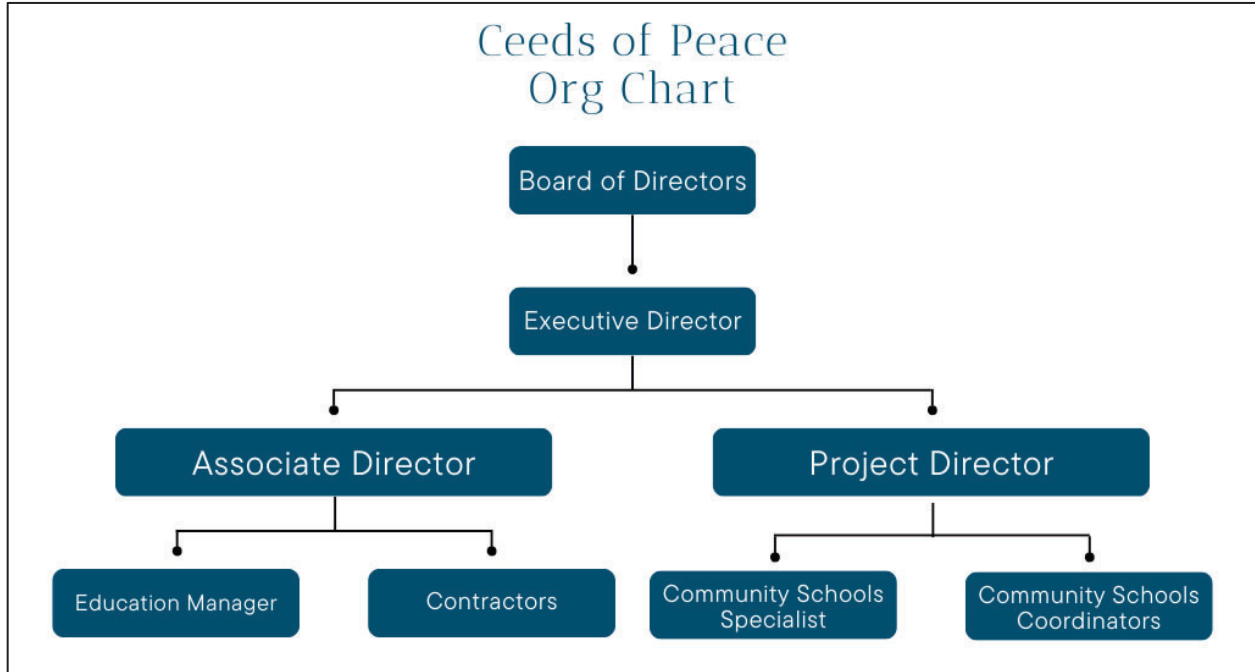 Ceeds of Peace
Org Chart
Board of Directors
Executive Director
Associate Director
Project Director
Education Manager
Contractors
Community Schools
Specialist
Community Schools
Coordinators